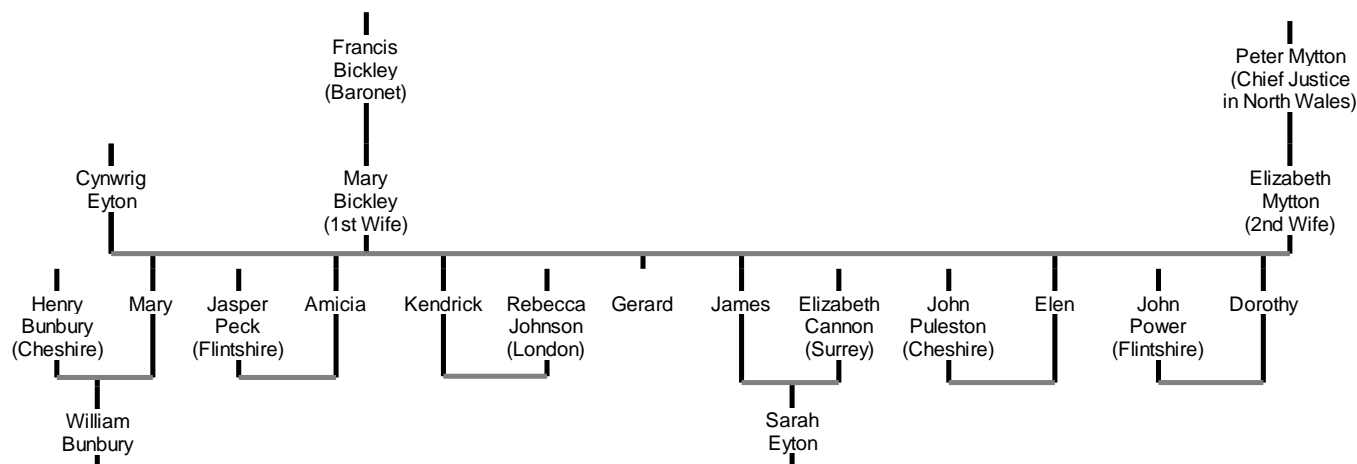 Francis
Bickley
(Baronet)
Peter Mytton
(Chief Justice
in North Wales)
Cynwrig
Eyton
Mary
Bickley
(1st Wife)
Elizabeth
Mytton
(2nd Wife)
Henry
Bunbury
(Cheshire)
Mary
Jasper
Peck
(Flintshire)
Amicia
Kendrick
Rebecca
Johnson
(London)
Gerard
James
Elizabeth
Cannon
(Surrey)
John
Puleston
(Cheshire)
Elen
John
Power
(Flintshire)
Dorothy
William
Bunbury
Sarah
Eyton